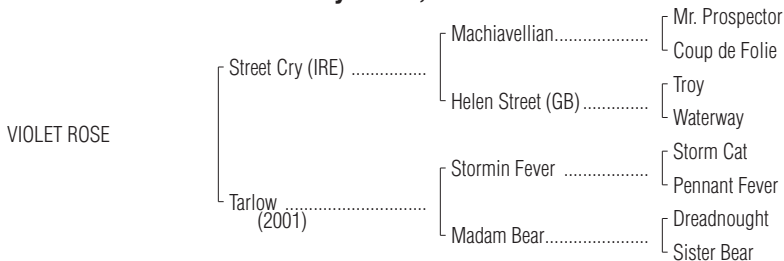 Mr. Prospector
Machiavellian.....................
Coup de Folie
Street Cry (IRE) .................
Troy
Helen Street (GB)..............
Waterway
VIOLET ROSE
Storm Cat
Stormin Fever ...................
Pennant Fever
Tarlow ................................
(2001)
Dreadnought
Madam Bear.......................
Sister Bear